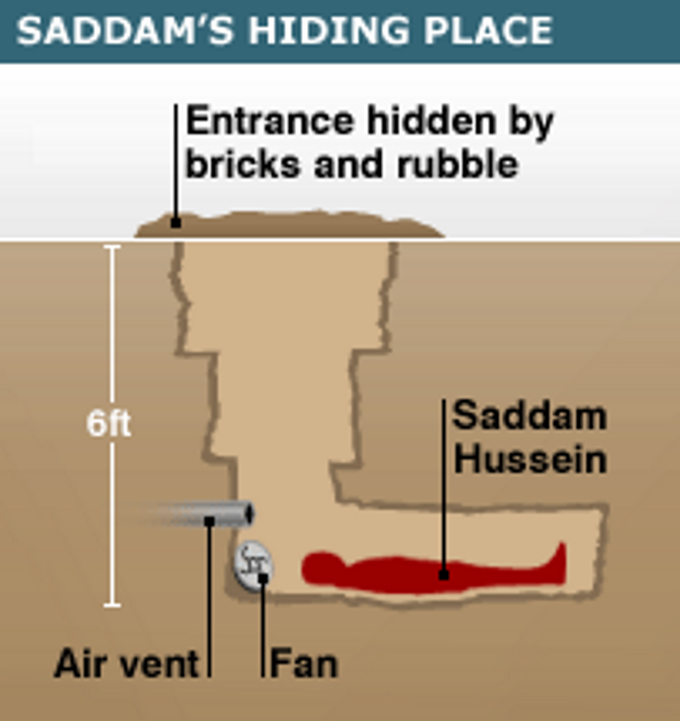 SADDAM'S HIDING PLACE
Entrance hidden by
bricks and rubble
6ft
Saddam
Hussein
Air vent
Fan